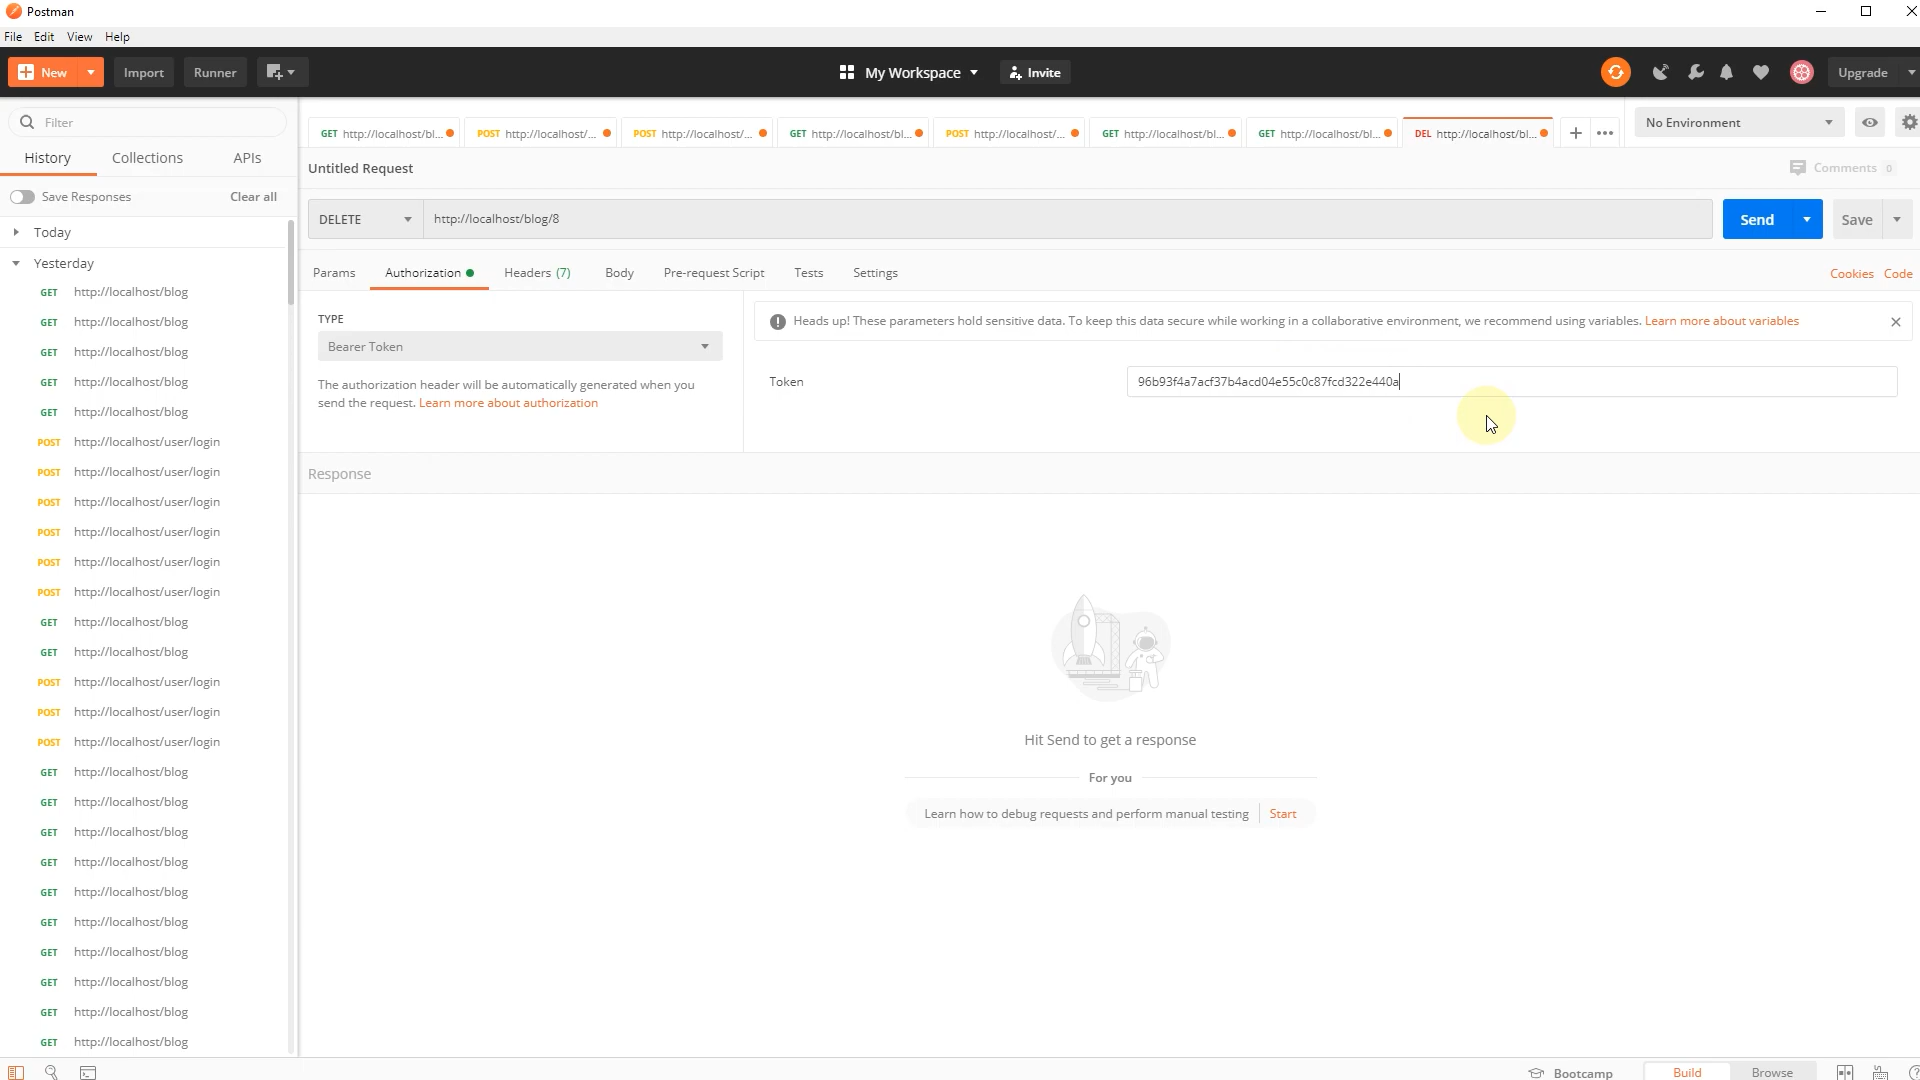 Postman
File Edit View Help
New Import Runner My Workspace Invite Upgrade
Filter
History Collections APIs
Save Responses Clear all
Today
Yesterday
GET http://localhost/blog
GET http://localhost/blog
GET http://localhost/blog
GET http://localhost/blog
GET http://localhost/blog
POST http://localhost/user/login
POST http://localhost/user/login
POST http://localhost/user/login
POST http://localhost/user/login
POST http://localhost/user/login
POST http://localhost/user/login
GET http://localhost/blog
GET http://localhost/blog
POST http://localhost/user/login
POST http://localhost/user/login
POST http://localhost/user/login
GET http://localhost/blog
GET http://localhost/blog
GET http://localhost/blog
GET http://localhost/blog
GET http://localhost/blog
GET http://localhost/blog
GET http://localhost/blog
GET http://localhost/blog
GET http://localhost/blog
GET http://localhost/blog
GET http://localhost/bl... POST http://localhost/... POST http://localhost/... GET http://localhost/bl... POST http://localhost/... GET http://localhost/bl... GET http://localhost/bl... DEL http://localhost/bl... No Environment
Untitled Request Comments 0
DELETE http://localhost/blog/8 Send Save
Params Authorization Headers (7) Body Pre-request Script Tests Settings Cookies Code
TYPE
Bearer Token
The authorization header will be automatically generated when you
send the request. Learn more about authorization
Heads up! These parameters hold sensitive data. To keep this data secure while working in a collaborative environment, we recommend using variables. Learn more about variables
Token 96b93f4a7acf37b4acd04e55c0c87fcd322e440a
Response
Hit Send to get a response
For you
Learn how to debug requests and perform manual testing Start
Bootcamp Build Browse